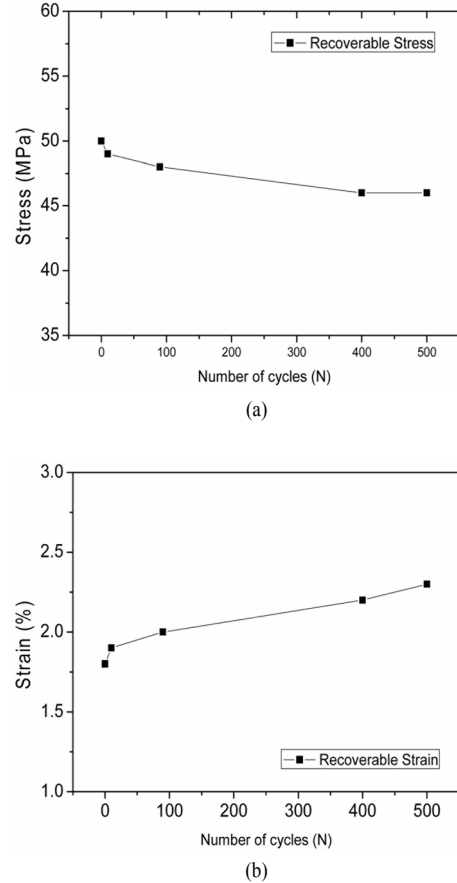 60
55
50
45
40
35
Stress (MPa)
Recoverable Stress
0 100 200 300 400 500
Number of cycles (N)
(a)
3.0
2.5
2.0
1.5
1.0
Strain (%)
Recoverable Strain
0 100 200 300 400 500
Number of cycles (N)
(b)